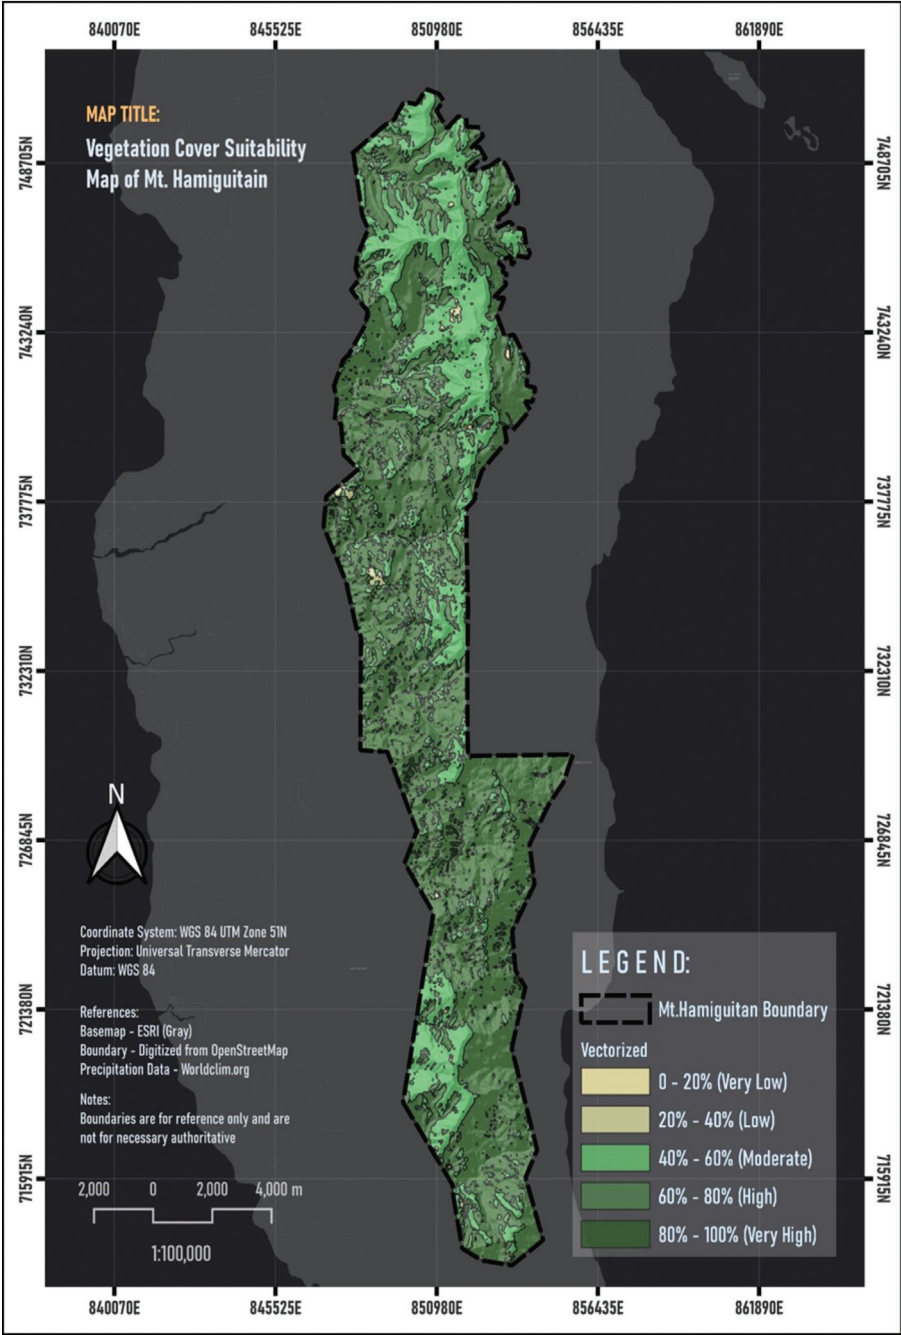 840070E 845525E 850980E 856435E 861890E
MAP TITLE:
Vegetation Cover Suitability
Map of Mt. Hamiguitain
748705N 748705N
743240N 743240N
737775N 737775N
732310N 732310N
726845N 726845N
721380N 721380N
715915N 715915N
N
Coordinate System: WGS 84 UTM Zone 51N
Projection: Universal Transverse Mercator
Datum: WGS 84
References:
Basemap - ESRI (Gray)
Boundary - Digitized from OpenStreetMap
Precipitation Data - Worldclim.org
Notes:
Boundaries are for reference only and are
not for necessary authoritative
2,000 0 2,000 4,000 m
1:100,000
LEGEND:
Mt.Hamiguitan Boundary
Vectorized
0 - 20% (Very Low)
20% - 40% (Low)
40% - 60% (Moderate)
60% - 80% (High)
80% - 100% (Very High)
840070E 845525E 850980E 856435E 861890E